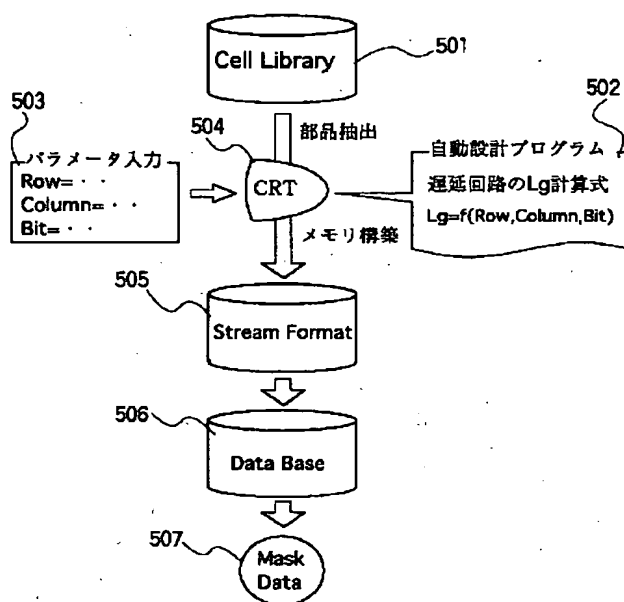 Cell Library
501
502
503
パラメータ入力
Row=・・
Column=・・
Bit=・・
504
CRT
部品抽出
メモリ構築
自動設計プログラム
遅延回路のLg計算式
Lg=f(Row,Column,Bit)
505
Stream Format
506
Data Base
507
Mask
Data